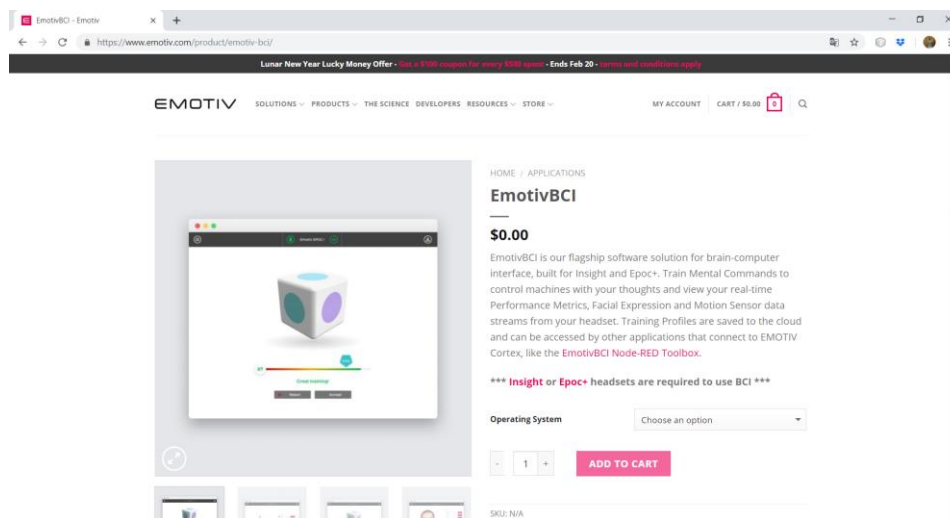 EmotivBCI - Emotiv
https://www.emotiv.com/product/emotiv-bci/
Lunar New Year Lucky Money Offer - Get a $100 coupon for every $500 spent - Ends Feb 20 - terms and conditions apply
EMOTIV SOLUTIONS PRODUCTS THE SCIENCE DEVELOPERS RESOURCES STORE MY ACCOUNT CART / $0.00 0
HOME / APPLICATIONS
EmotivBCI
$0.00
EmotivBCI is our flagship software solution for brain-computer
interface, built for Insight and Epoc+. Train Mental Commands to
control machines with your thoughts and view your real-time
Performance Metrics, Facial Expression and Motion Sensor data
streams from your headset. Training Profiles are saved to the cloud
and can be accessed by other applications that connect to EMOTIV
Cortex, like the EmotivBCI Node-RED Toolbox.
*** Insight or Epoc+ headsets are required to use BCI ***
Great training!
Operating System Choose an option
- 1 + ADD TO CART
SKU: N/A